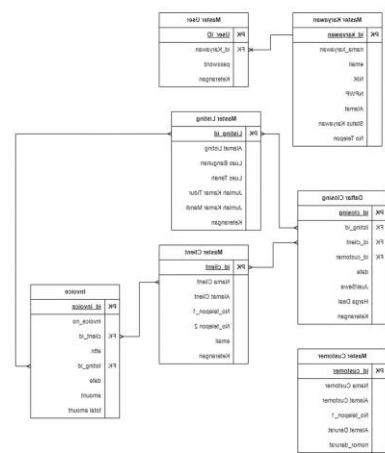 Master Karyawan
PK id_karyawan
nama_karyawan
email
NIK
NPWP
Alamat
Status Karyawan
No Telepon
Master User
PK User_ID
FK id_Karyawan
password
Keterangan
Master Listing
PK Listing_id
Alamat Listing
Luas Bangunan
Luas Tanah
Jumlah Kamar Tidur
Jumlah Kamar Mandi
Keterangan
Daftar Closing
PK id_closing
FK listing_id
FK id_client
FK id_customer
date
Jual/Sewa
Harga Deal
Keterangan
Master Client
PK id_client
Nama Client
Alamat Client
No_telepon_1
No_telepon 2
email
Keterangan
Invoice
PK id_invoice
invoice_no
FK client_id
attn
FK listing_id
date
amount
total amount
Master Customer
PK id_customer
Nama Customer
Alamat Customer
No_telepon_1
Alamat Darurat
nomor_darurat